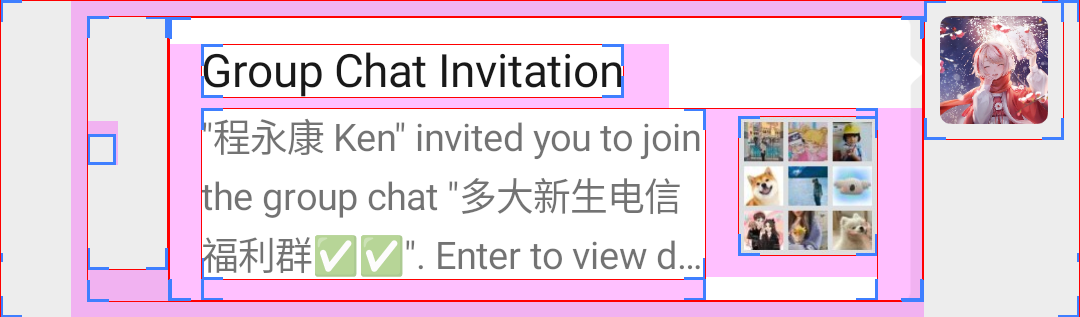 Group Chat Invitation
"程永康 Ken" invited you to join
the group chat "多大新生电信
福利群✅✅". Enter to view d…